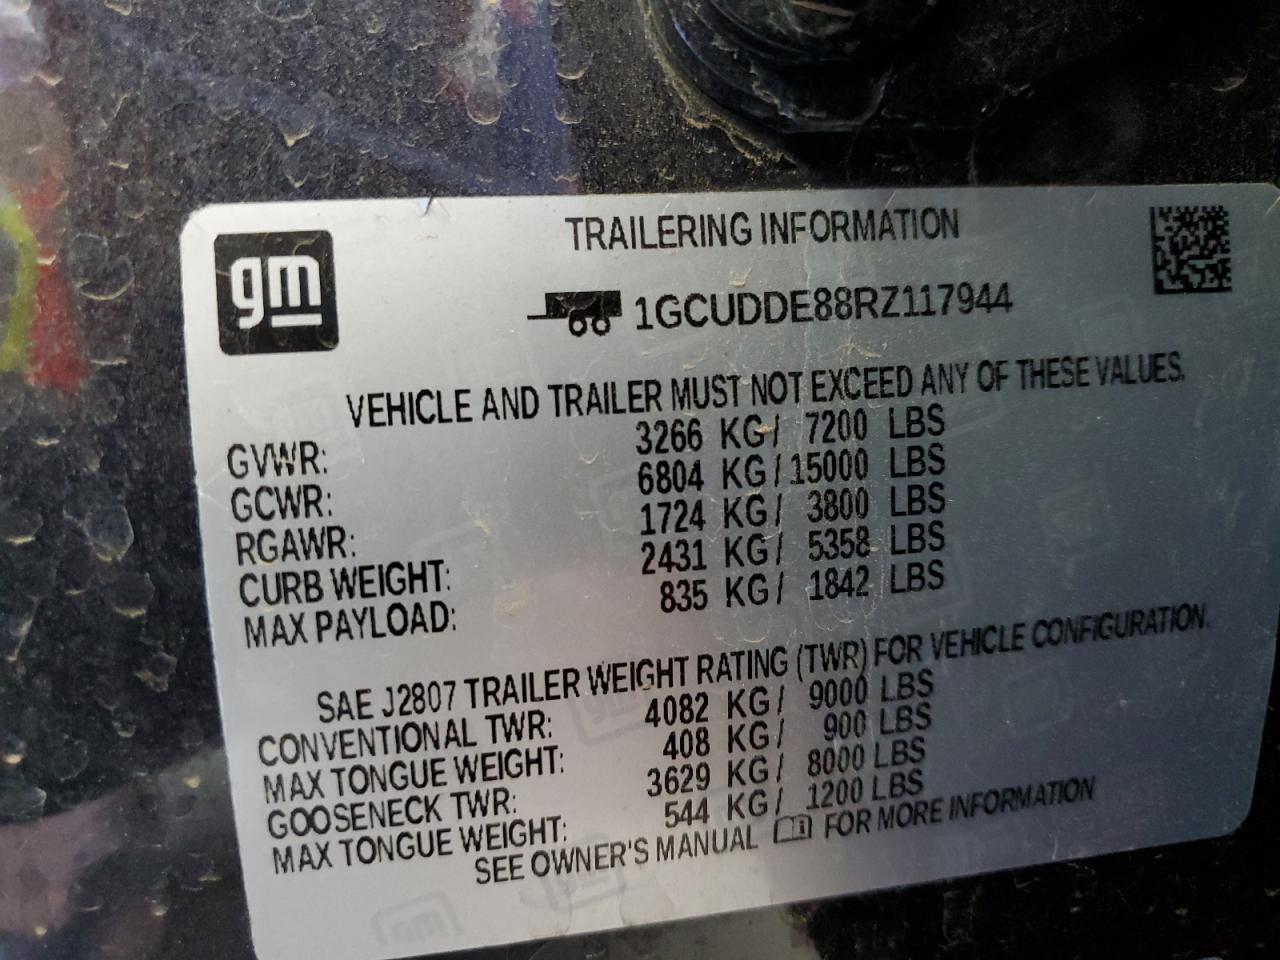 gm
TRAILERING INFORMATION
1GCUDDE88RZ117944
VEHICLE AND TRAILER MUST NOT EXCEED ANY OF THESE VALUES.
GVWR: 3266 KG/ 7200 LBS
GCWR: 6804 KG/15000 LBS
RGAWR: 1724 KG/ 3800 LBS
CURB WEIGHT: 2431 KG/ 5358 LBS
MAX PAYLOAD: 835 KG/ 1842 LBS
SAE J2807 TRAILER WEIGHT RATING (TWR) FOR VEHICLE CONFIGURATION.
CONVENTIONAL TWR: 4082 KG/ 9000 LBS
MAX TONGUE WEIGHT: 408 KG/ 900 LBS
GOOSENECK TWR: 3629 KG/ 8000 LBS
MAX TONGUE WEIGHT: 544 KG/ 1200 LBS
SEE OWNER'S MANUAL FOR MORE INFORMATION